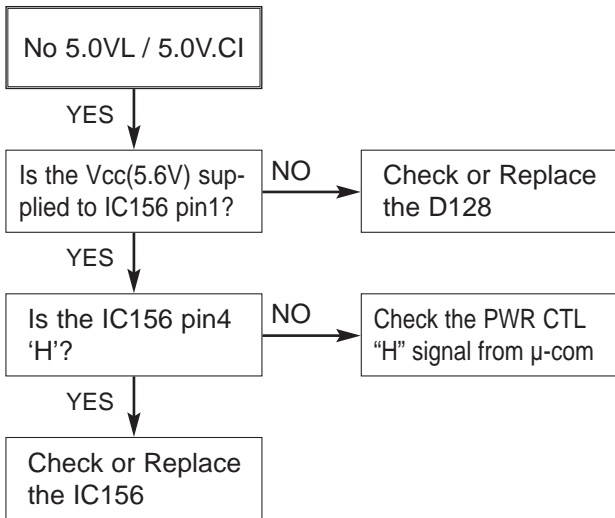 No 5.0VL / 5.0V.CI
YES
Is the Vcc(5.6V) sup-
plied to IC156 pin1?
NO
Check or Replace
the D128
YES
Is the IC156 pin4
‘H’?
NO
Check the PWR CTL
“H” signal from μ-com
YES
Check or Replace
the IC156